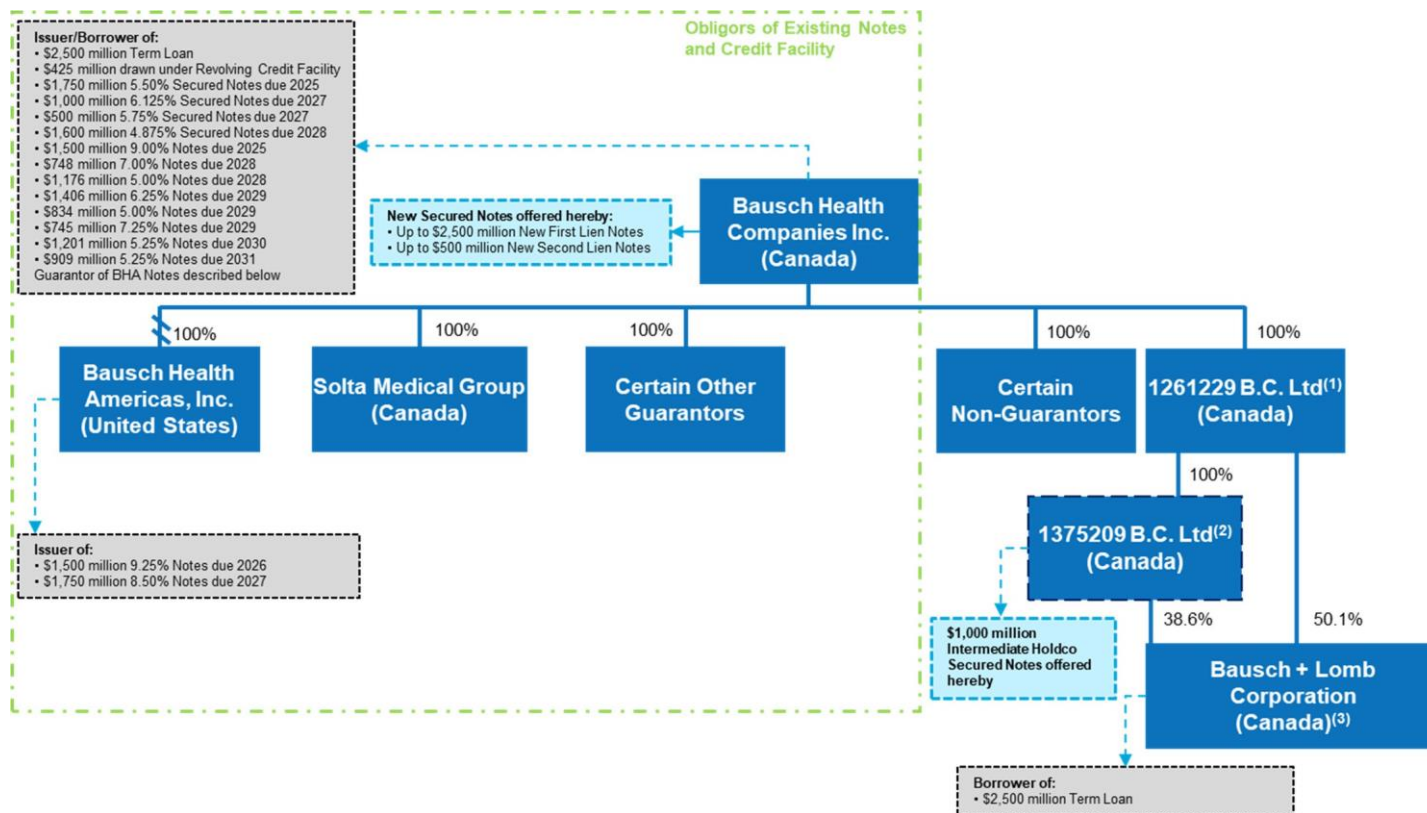 Obligors of Existing Notes
and Credit Facility
Issuer/Borrower of:
• $2,500 million Term Loan
• $425 million drawn under Revolving Credit Facility
• $1,750 million 5.50% Secured Notes due 2025
• $1,000 million 6.125% Secured Notes due 2027
• $500 million 5.75% Secured Notes due 2027
• $1,600 million 4.875% Secured Notes due 2028
• $1,500 million 9.00% Notes due 2025
• $748 million 7.00% Notes due 2028
• $1,176 million 5.00% Notes due 2028
• $1,406 million 6.25% Notes due 2029
• $834 million 5.00% Notes due 2029
• $745 million 7.25% Notes due 2029
• $1,201 million 5.25% Notes due 2030
• $909 million 5.25% Notes due 2031
Guarantor of BHA Notes described below
New Secured Notes offered hereby:
• Up to $2,500 million New First Lien Notes
• Up to $500 million New Second Lien Notes
Bausch Health
Companies Inc.
(Canada)
100%
100%
100%
100%
100%
Bausch Health
Americas, Inc.
(United States)
Solta Medical Group
(Canada)
Certain Other
Guarantors
Certain
Non-Guarantors
1261229 B.C. Ltd(1)
(Canada)
100%
1375209 B.C. Ltd(2)
(Canada)
Issuer of:
• $1,500 million 9.25% Notes due 2026
• $1,750 million 8.50% Notes due 2027
38.6%
50.1%
$1,000 million
Intermediate Holdco
Secured Notes offered
hereby
Bausch + Lomb
Corporation
(Canada)(3)
Borrower of:
• $2,500 million Term Loan